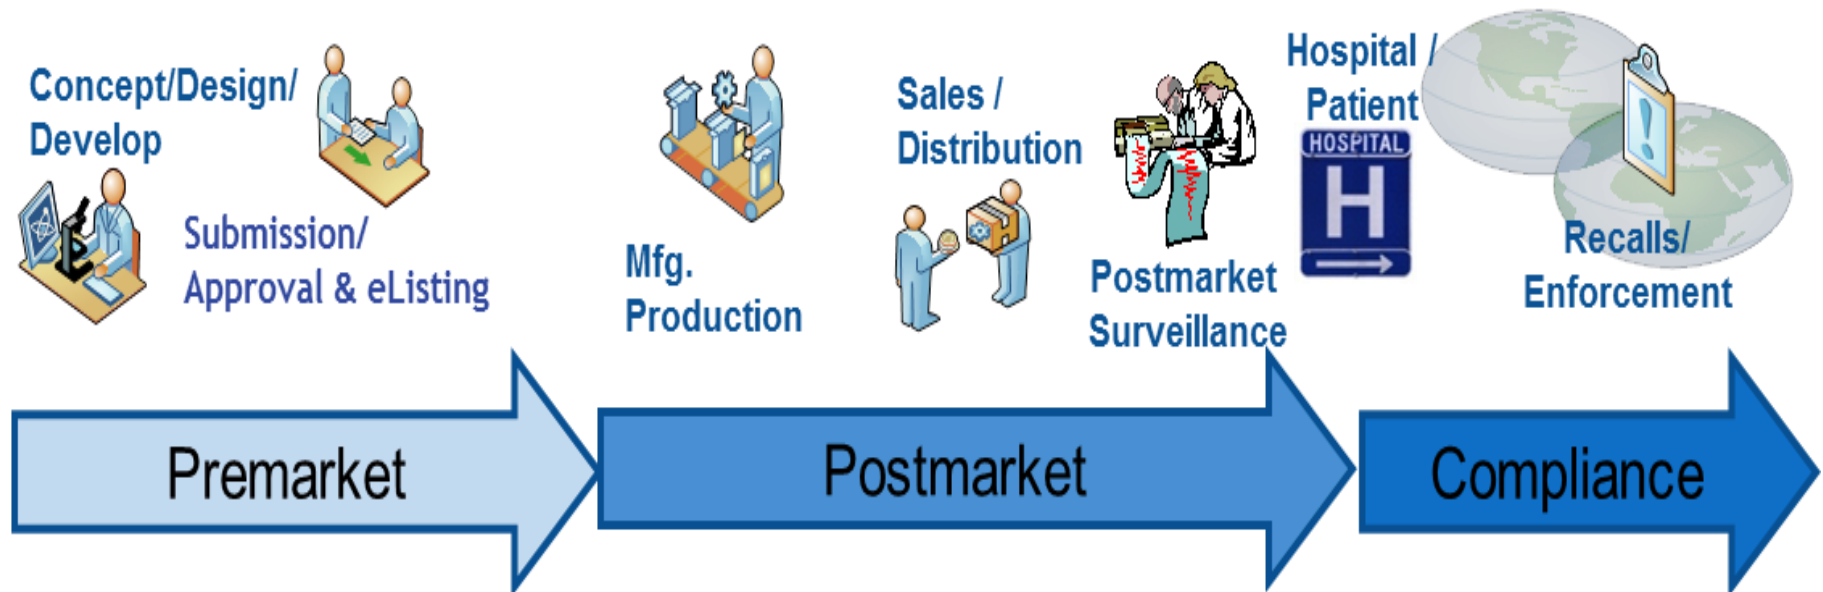 Concept/Design/
Develop
Submission/
Approval & eListing
Mfg.
Production
Sales /
Distribution
Postmarket
Surveillance
Hospital /
Patient
HOSPITAL
H
Recalls/
Enforcement
Premarket
Postmarket
Compliance